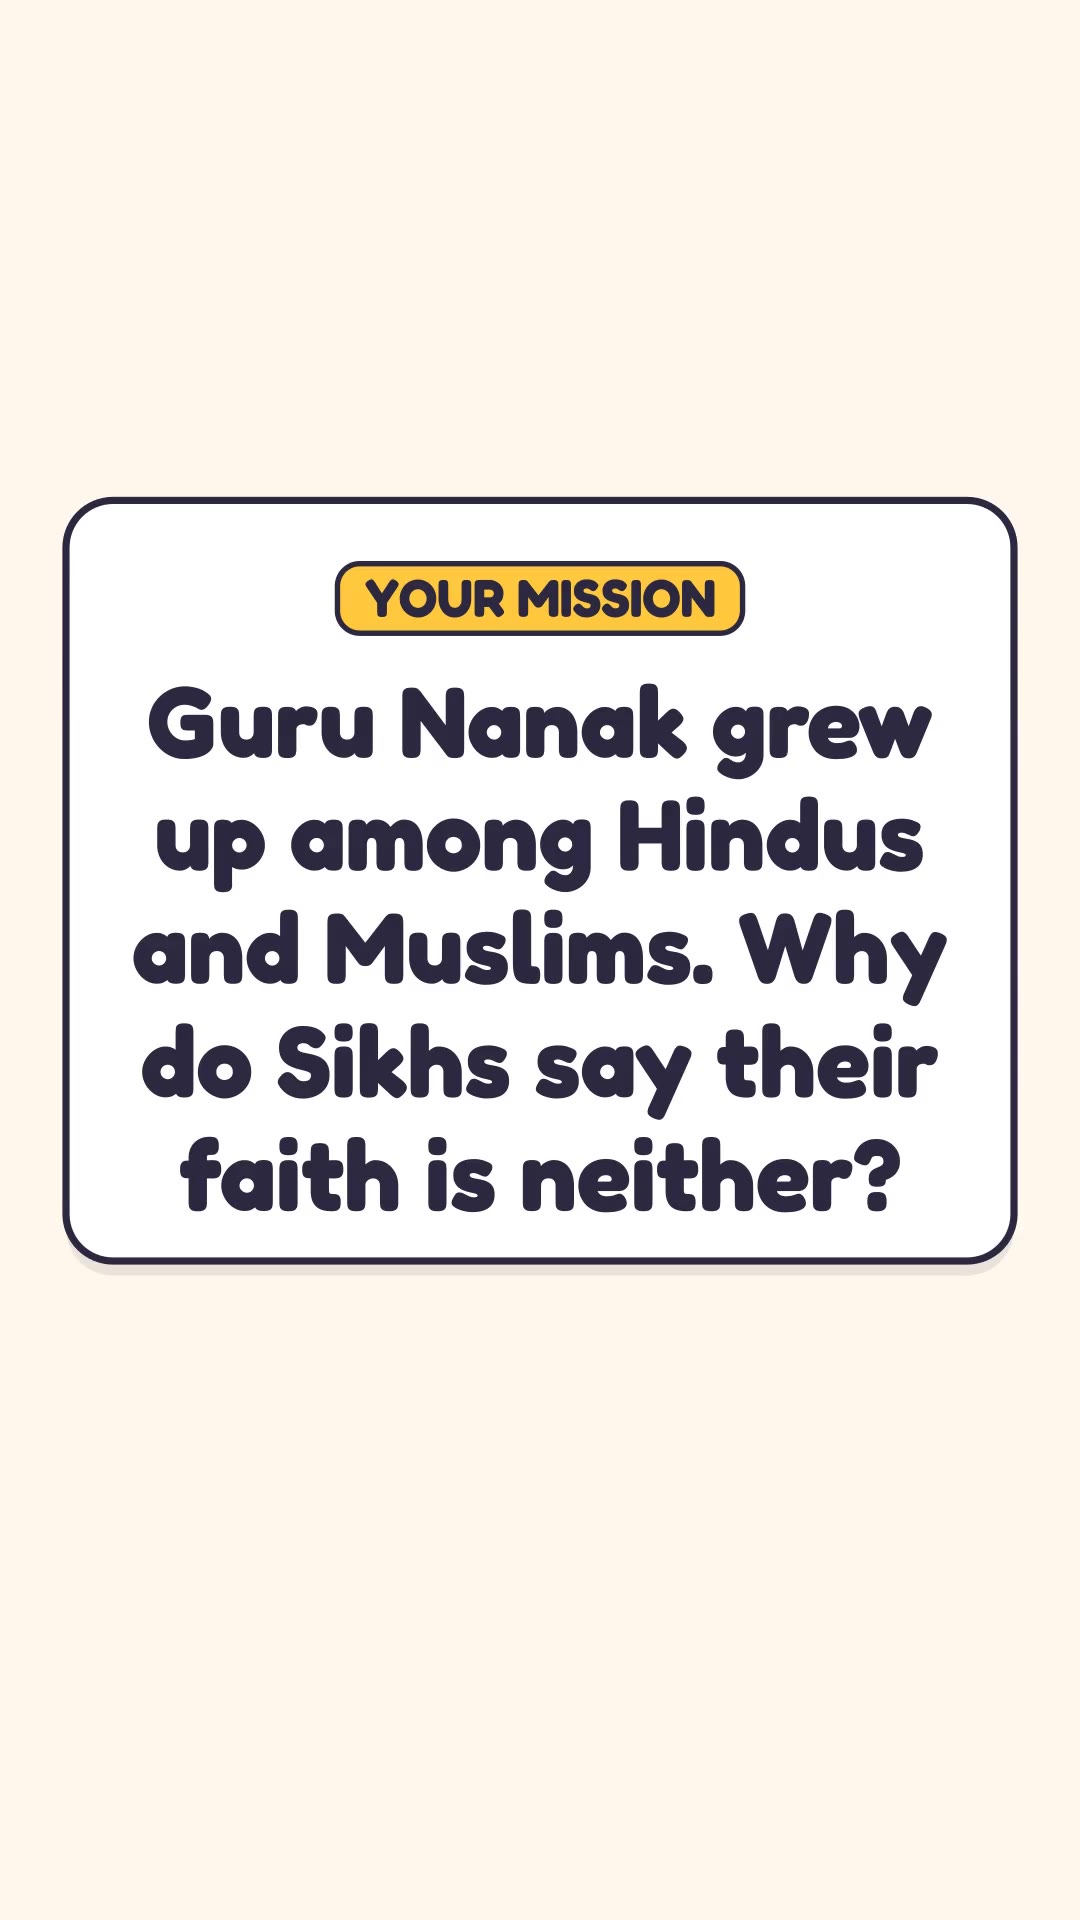 YOUR MISSION
Guru Nanak grew
up among Hindus
and Muslims. Why
do Sikhs say their
faith is neither?